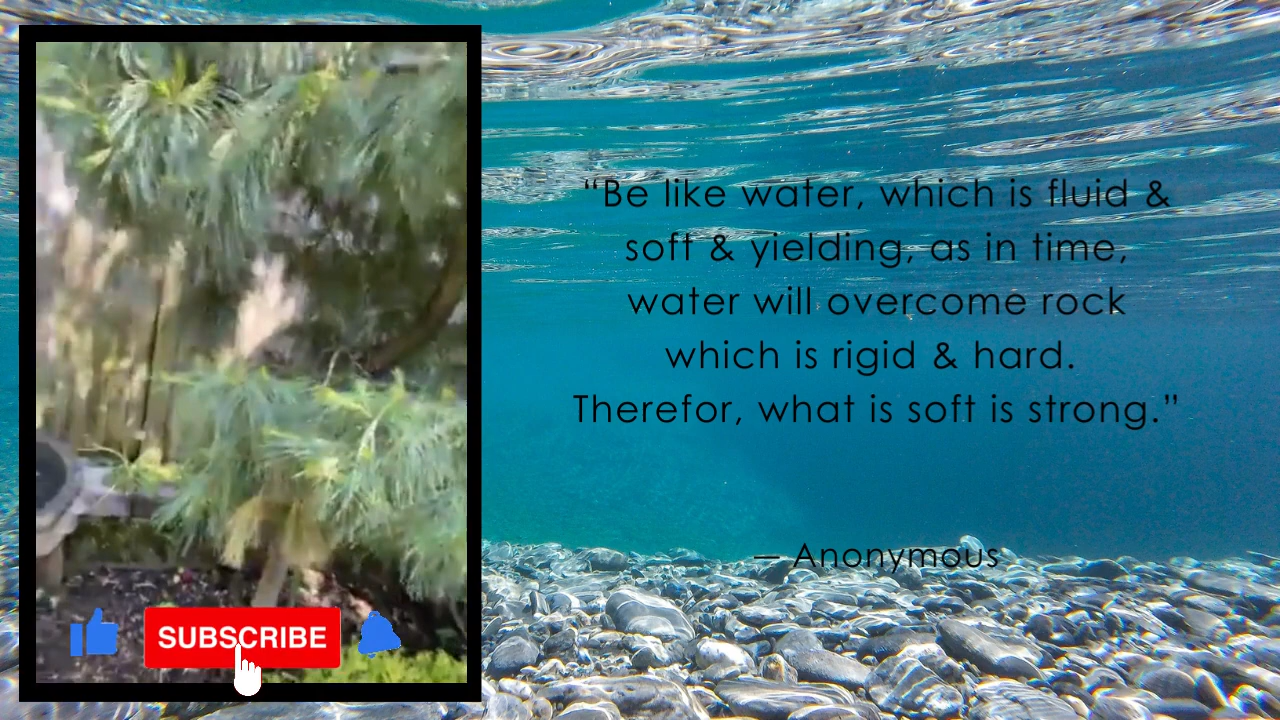 “Be like water, which is fluid &
soft & yielding, as in time,
water will overcome rock
which is rigid & hard.
Therefor, what is soft is strong.”
— Anonymous
SUBSCRIBE